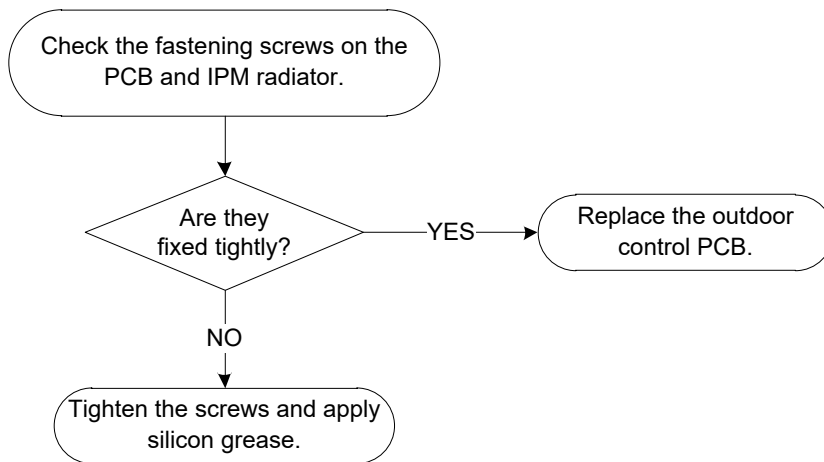 Check the fastening screws on the
PCB and IPM radiator.
Are they
fixed tightly?
YES
Replace the outdoor
control PCB.
NO
Tighten the screws and apply
silicon grease.